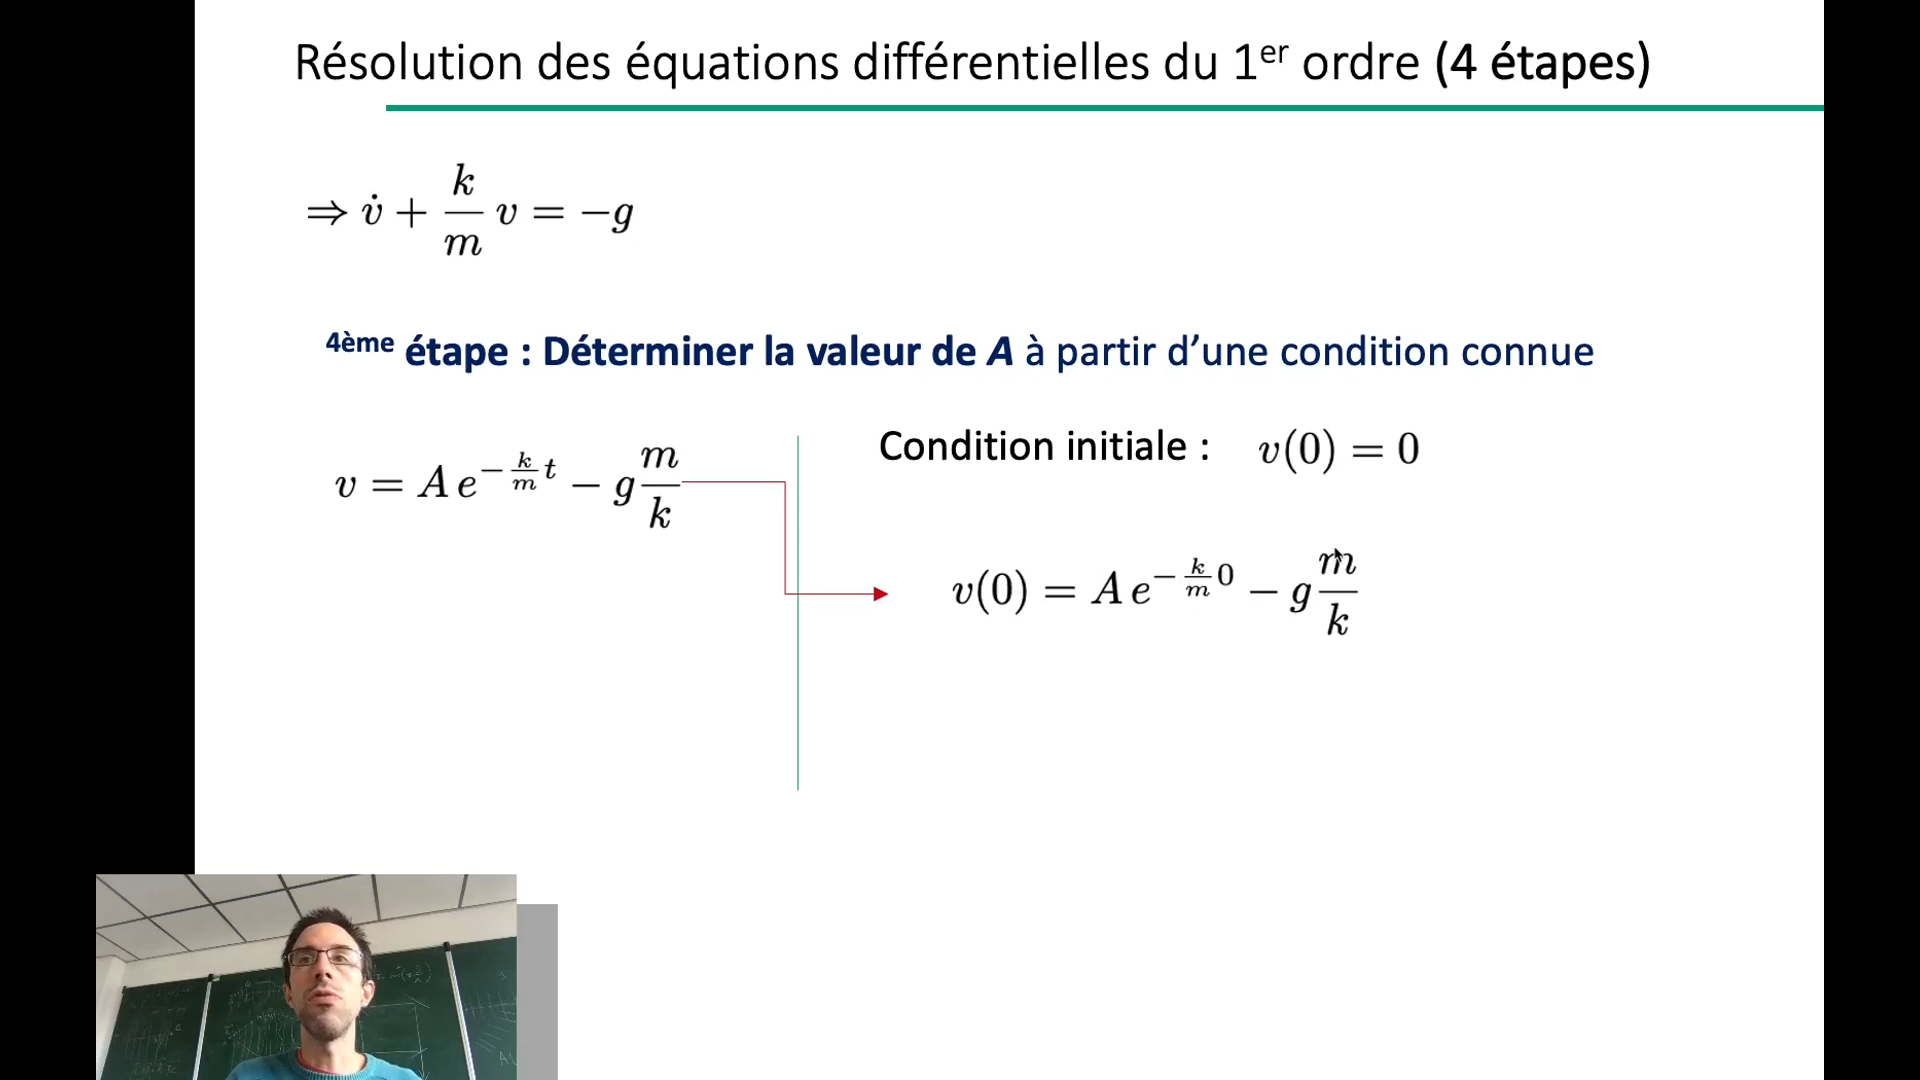 Résolution des équations différentielles du 1er ordre (4 étapes)
⇒ v̇ + k/m v = −g
4ème étape : Déterminer la valeur de A à partir d’une condition connue
Condition initiale : v(0) = 0
v = A e^{−k/m t} − g m/k
v(0) = A e^{−k/m 0} − g m/k